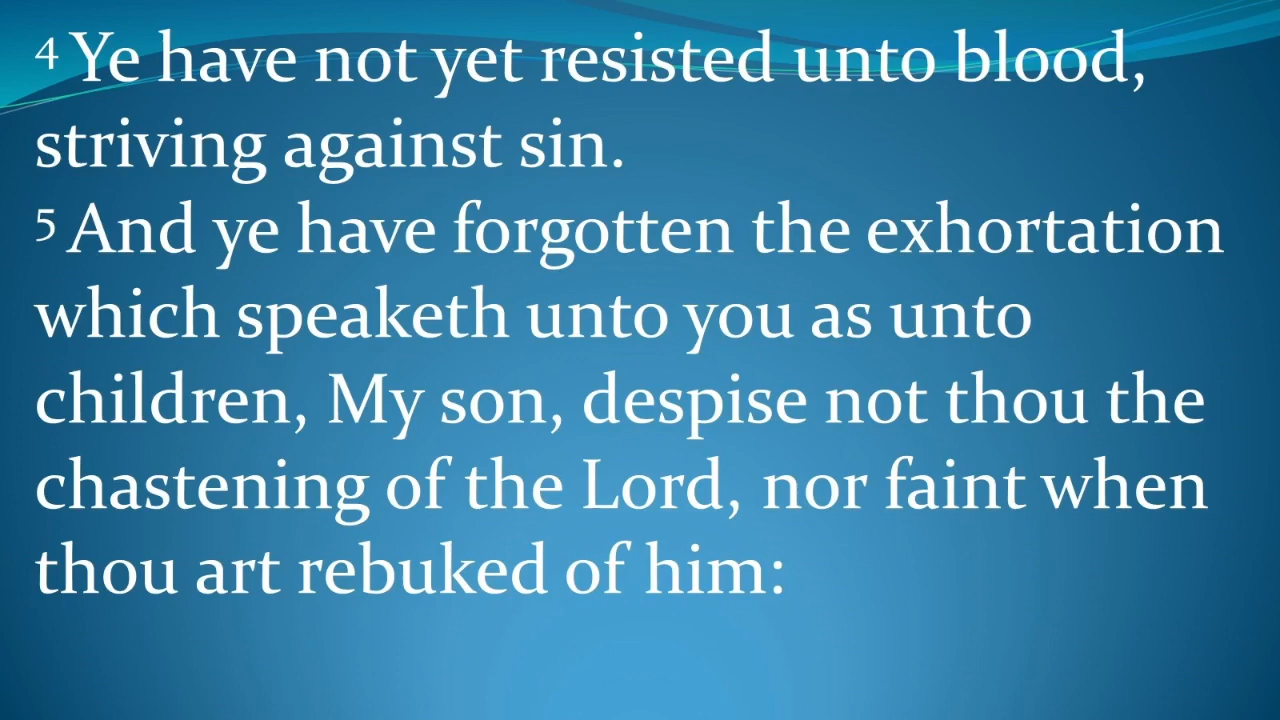 4 Ye have not yet resisted unto blood,
striving against sin.
5 And ye have forgotten the exhortation
which speaketh unto you as unto
children, My son, despise not thou the
chastening of the Lord, nor faint when
thou art rebuked of him: